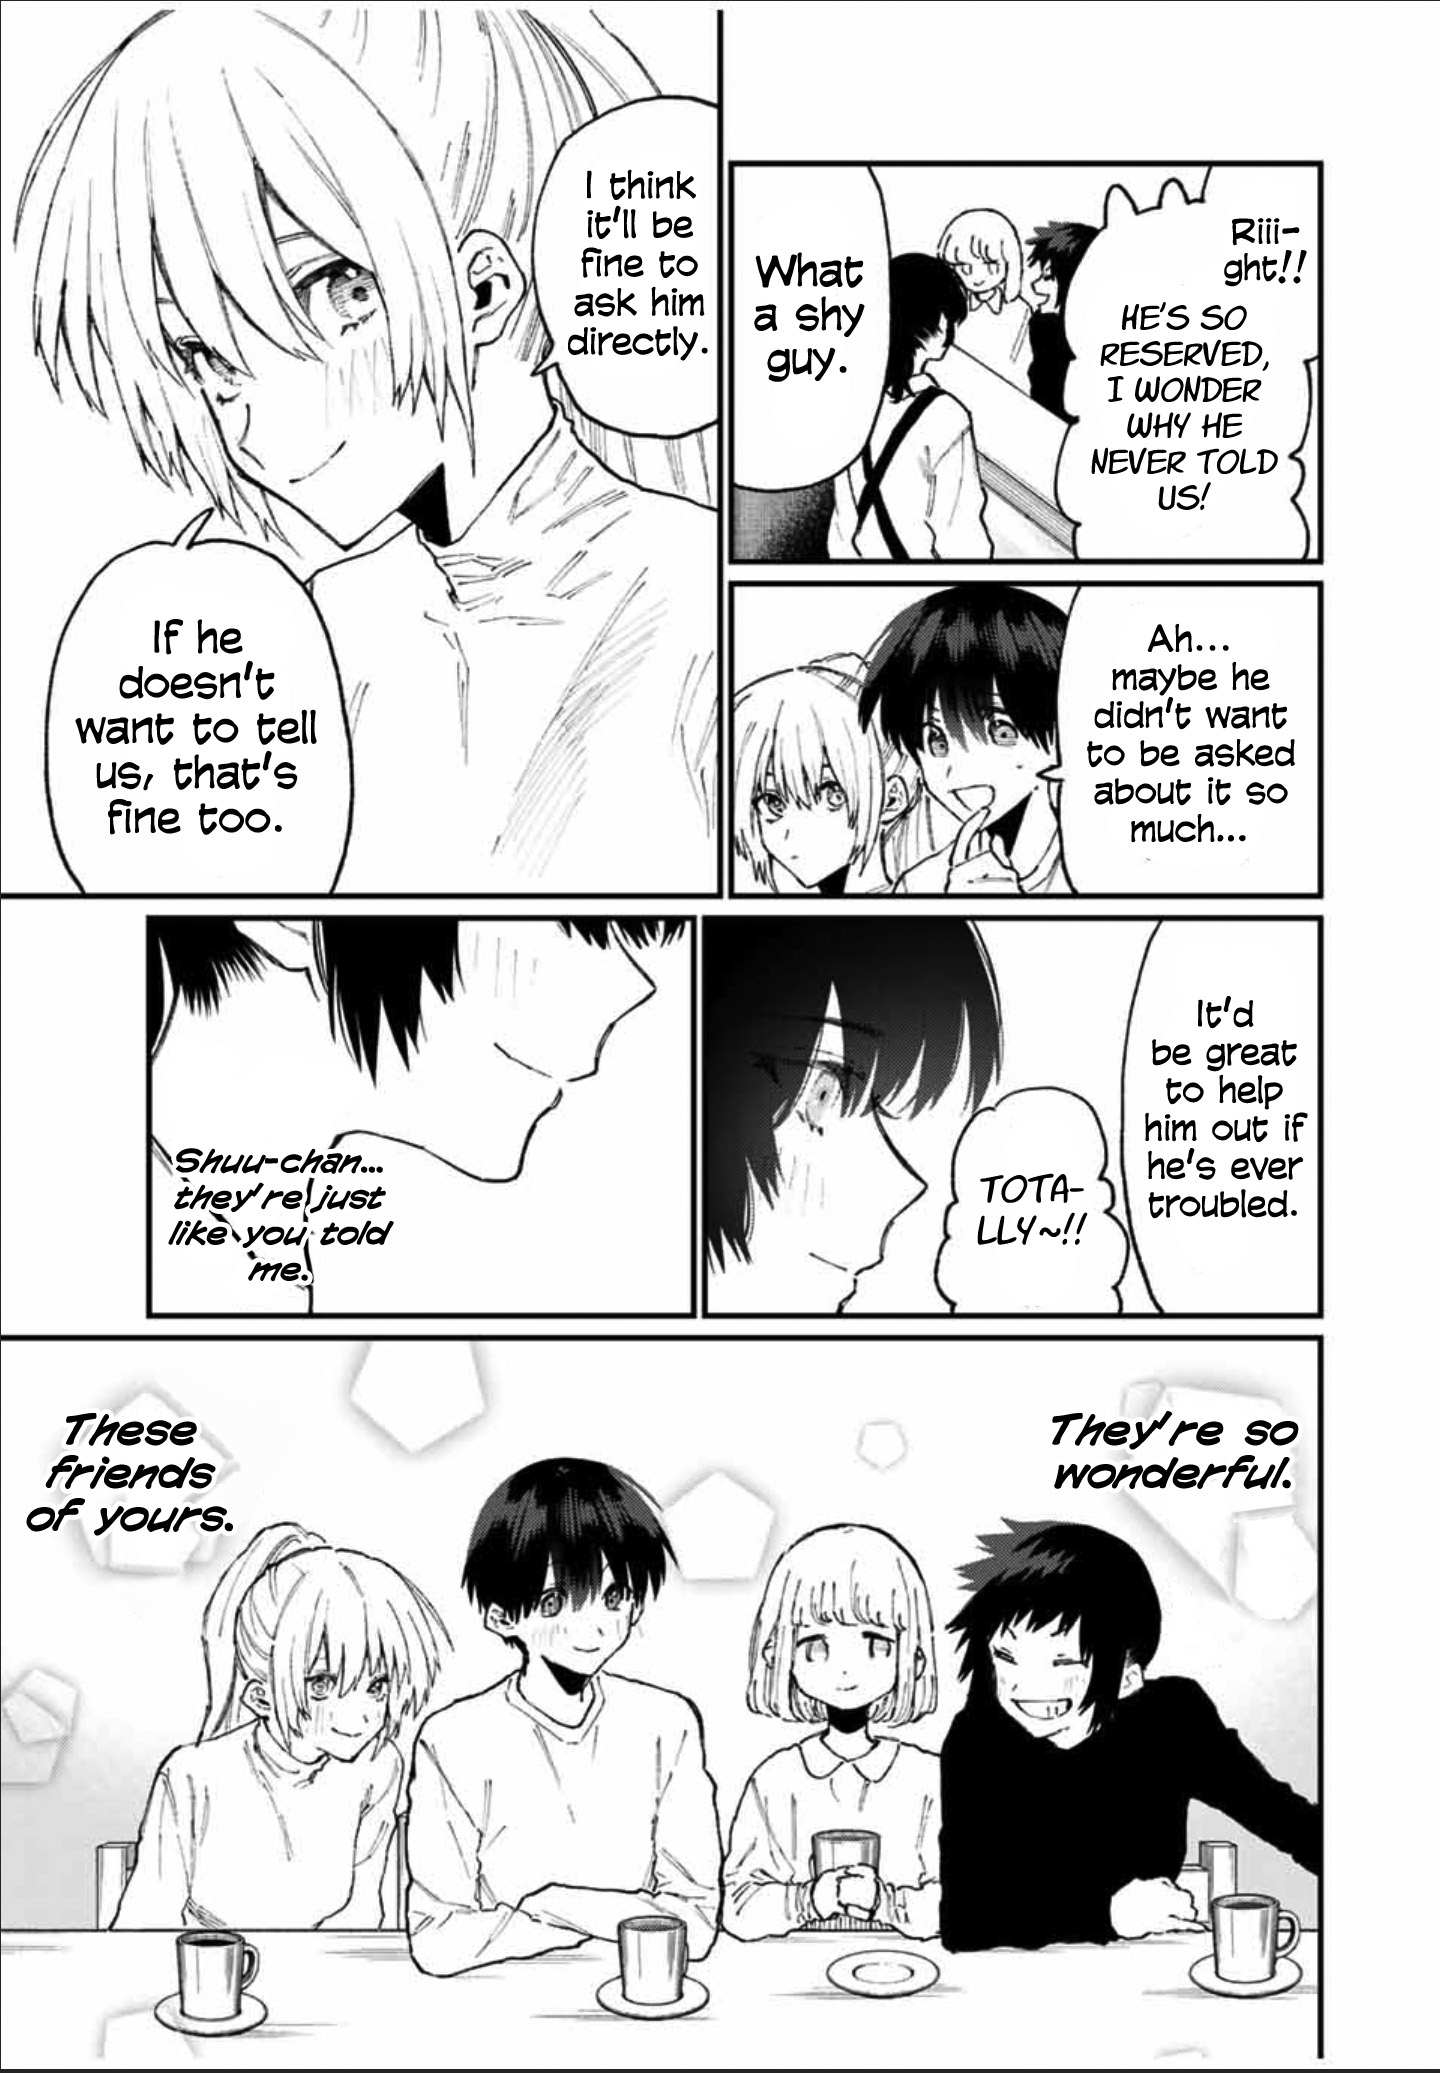 Riii-
ght!!
HE'S SO
RESERVED,
I WONDER
WHY HE
NEVER TOLD
US!
What
a shy
guy.
Ah...
maybe he
didn't want
to be asked
about it so
much...
I think
it'll be
fine to
ask him
directly.
If he
doesn't
want to tell
us, that's
fine too.
It'd
be great
to help
him out if
he's ever
troubled.
TOTA-
LLY~!!
Shuu-chan...
they're just
like you told
me.
They're so
wonderful.
These
friends
of yours.